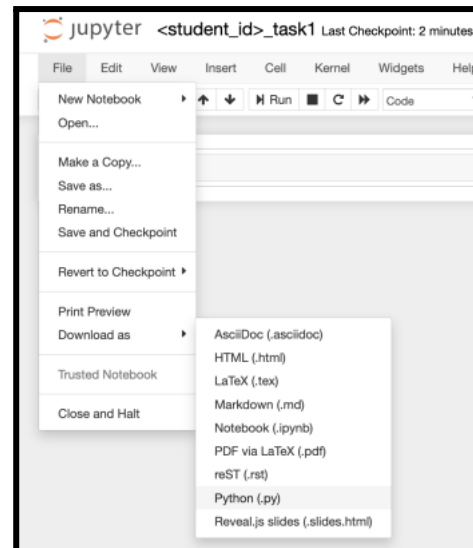 jupyter <student_id>_task1 Last Checkpoint: 2 minutes
File Edit View Insert Cell Kernel Widgets Help
Run Code
New Notebook
Open...
Make a Copy...
Save as...
Rename...
Save and Checkpoint
Revert to Checkpoint
Print Preview
Download as
AsciiDoc (.asciidoc)
HTML (.html)
LaTeX (.tex)
Markdown (.md)
Notebook (.ipynb)
PDF via LaTeX (.pdf)
reST (.rst)
Python (.py)
Reveal.js slides (.slides.html)
Trusted Notebook
Close and Halt